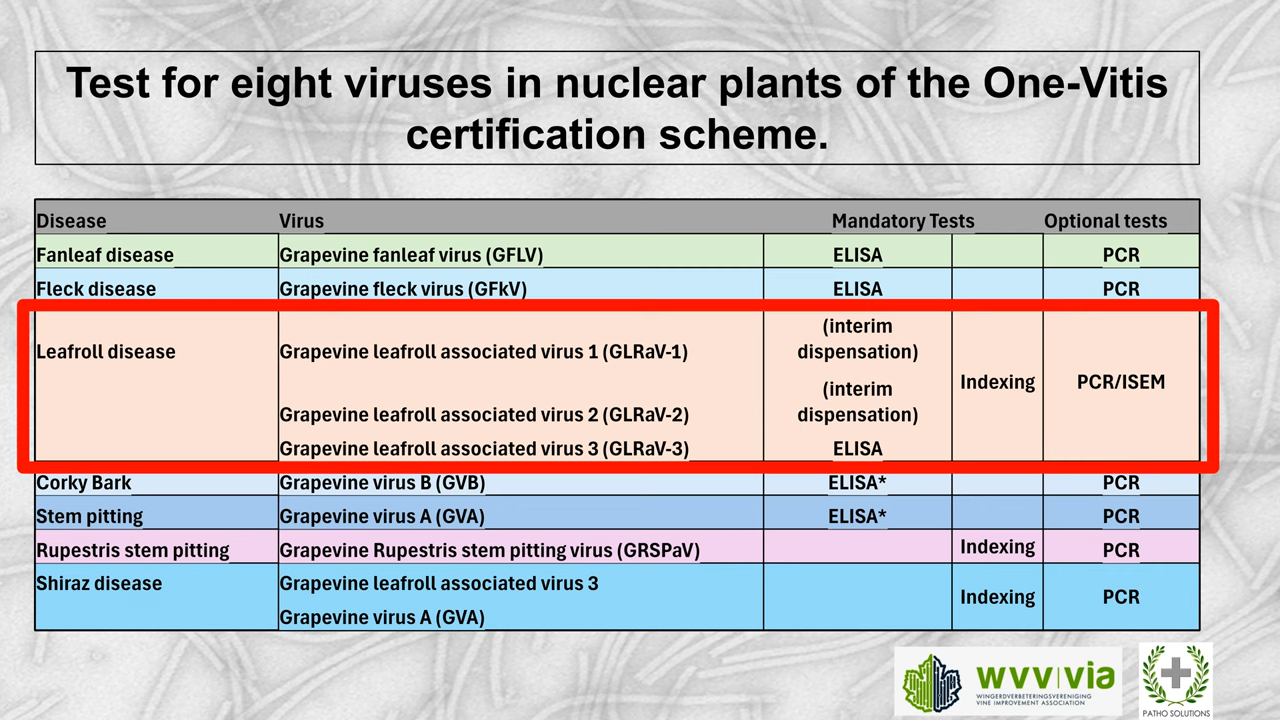 Test for eight viruses in nuclear plants of the One-Vitis
certification scheme.
Disease Virus Mandatory Tests Optional tests
Fanleaf disease Grapevine fanleaf virus (GFLV) ELISA PCR
Fleck disease Grapevine fleck virus (GFkV) ELISA PCR
(interim
Leafroll disease Grapevine leafroll associated virus 1 (GLRaV-1) dispensation)
Indexing PCR/ISEM
(interim
Grapevine leafroll associated virus 2 (GLRaV-2) dispensation)
Grapevine leafroll associated virus 3 (GLRaV-3) ELISA
Corky Bark Grapevine virus B (GVB) ELISA* PCR
Stem pitting Grapevine virus A (GVA) ELISA* PCR
Rupestris stem pitting Grapevine Rupestris stem pitting virus (GRSPaV) Indexing PCR
Shiraz disease Grapevine leafroll associated virus 3
Indexing PCR
Grapevine virus A (GVA)
wvv|via
WINGERDVERBETERINGSVERENIGING
VINE IMPROVEMENT ASSOCIATION
PATHO SOLUTIONS